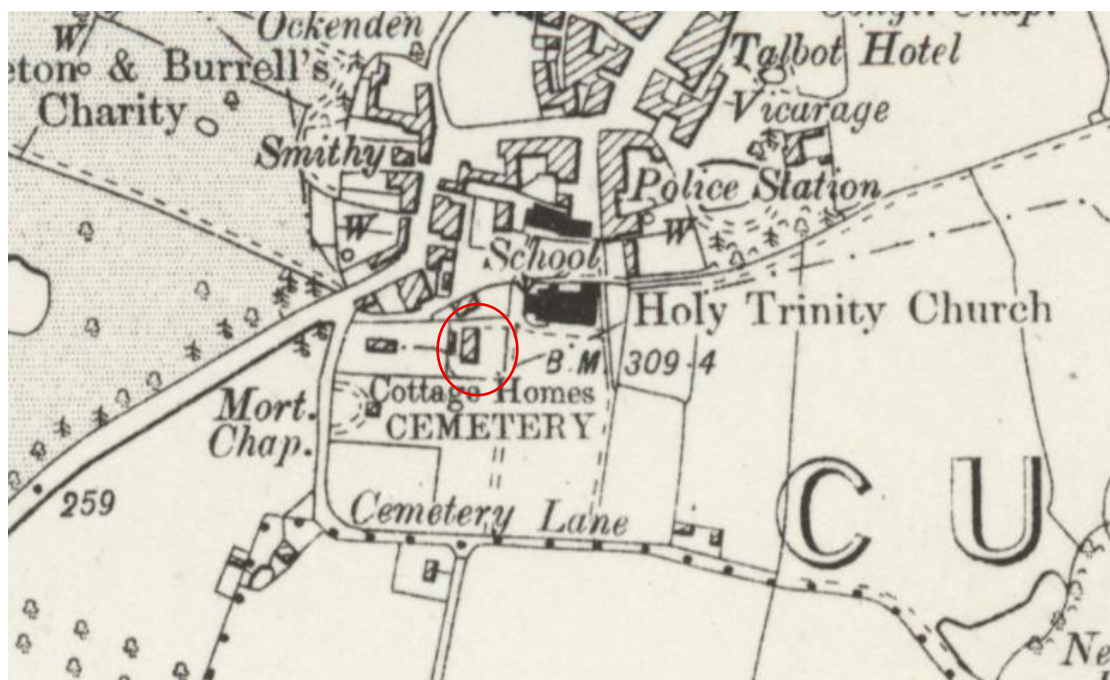 Ockenden
Talbot Hotel
W
& Burrell's
Charity
Vicarage
Smithy
Police Station
W
W
School
Holy Trinity Church
B.M 309·4
Cottage Homes
CEMETERY
Mort.
Chap.
259
Cemetery Lane
C U